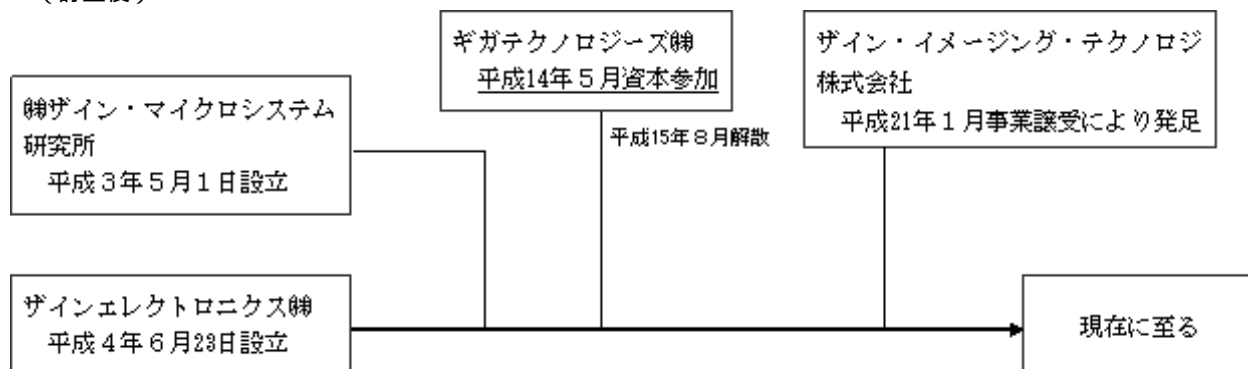 ギガテクノロジーズ㈱
平成14年５月資本参加
ザイン・イメージング・テクノロジ
株式会社
平成21年１月事業譲受により発足
㈱ザイン・マイクロシステム
研究所
平成３年５月１日設立
平成15年８月解散
ザインエレクトロニクス㈱
平成４年６月23日設立
現在に至る